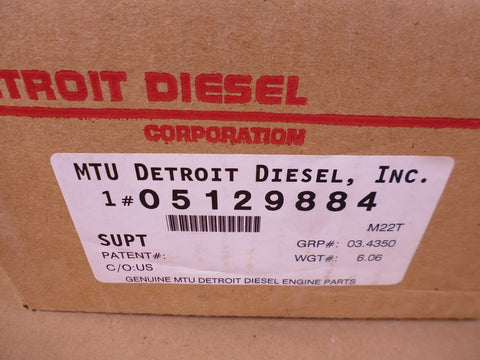 ETROIT DIESEL
CORPORATION
MTU DETROIT DIESEL, INC.
1# 05129884
M22T
SUPT GRP#: 03.4350
PATENT#: WGT#: 6.06
C/O:US
GENUINE MTU DETROIT DIESEL ENGINE PARTS